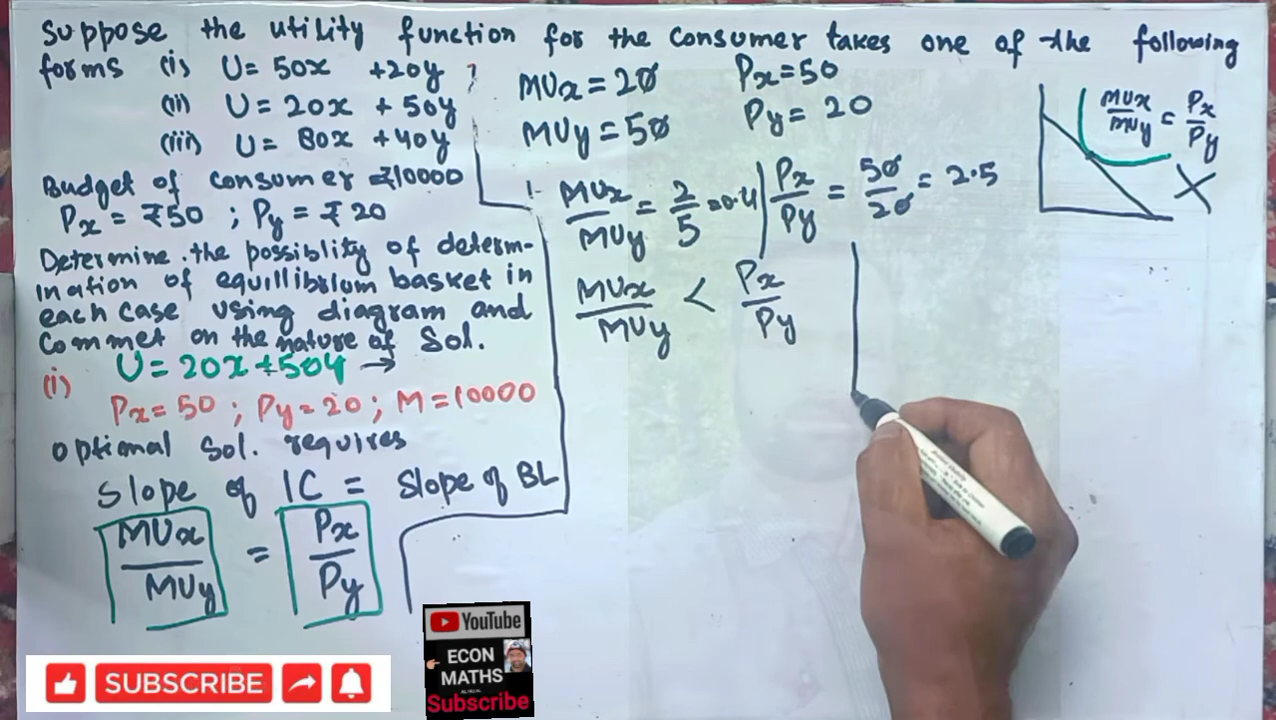 Suppose the utility function for the consumer takes one of the following
forms (i) U = 50x + 20y
(ii) U = 20x + 50y
(iii) U = 80x + 40y
Budget of consumer = ₹10000
Px = ₹50 ; Py = ₹20
Determine the possiblity of determ-
ination of equillibrium basket in
each case using diagram and
Commet on the nature of Sol.
U = 20x + 50y →
(i)
Px = 50 ; Py = 20 ; M = 10000
Optimal Sol. requires
Slope of IC = Slope of BL
MUx/MUy = Px/Py
MUx = 20 Px = 50
MUy = 50 Py = 20
MUx/MUy = 2/5 = 0.4 | Px/Py = 50/20 = 2.5
MUx/MUy < Px/Py
MUx/MUy = Px/Py
SUBSCRIBE
YouTube
ECON
MATHS
Subscribe